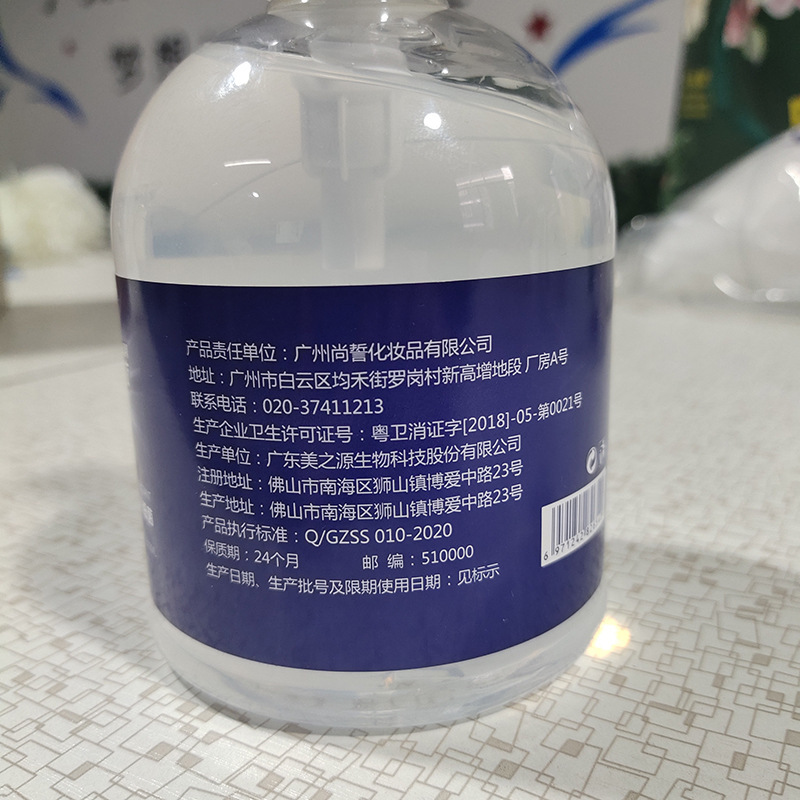 产品责任单位：广州尚誓化妆品有限公司
地址：广州市白云区均禾街罗岗村新高增地段 厂房A号
联系电话：020-37411213
生产企业卫生许可证号：粤卫消证字[2018]-05-第0021号
生产单位：广东美之源生物科技股份有限公司
注册地址：佛山市南海区狮山镇博爱中路23号
生产地址：佛山市南海区狮山镇博爱中路23号
产品执行标准：Q/GZSS 010-2020
保质期：24个月 邮 编：510000
生产日期、生产批号及限期使用日期：见标示